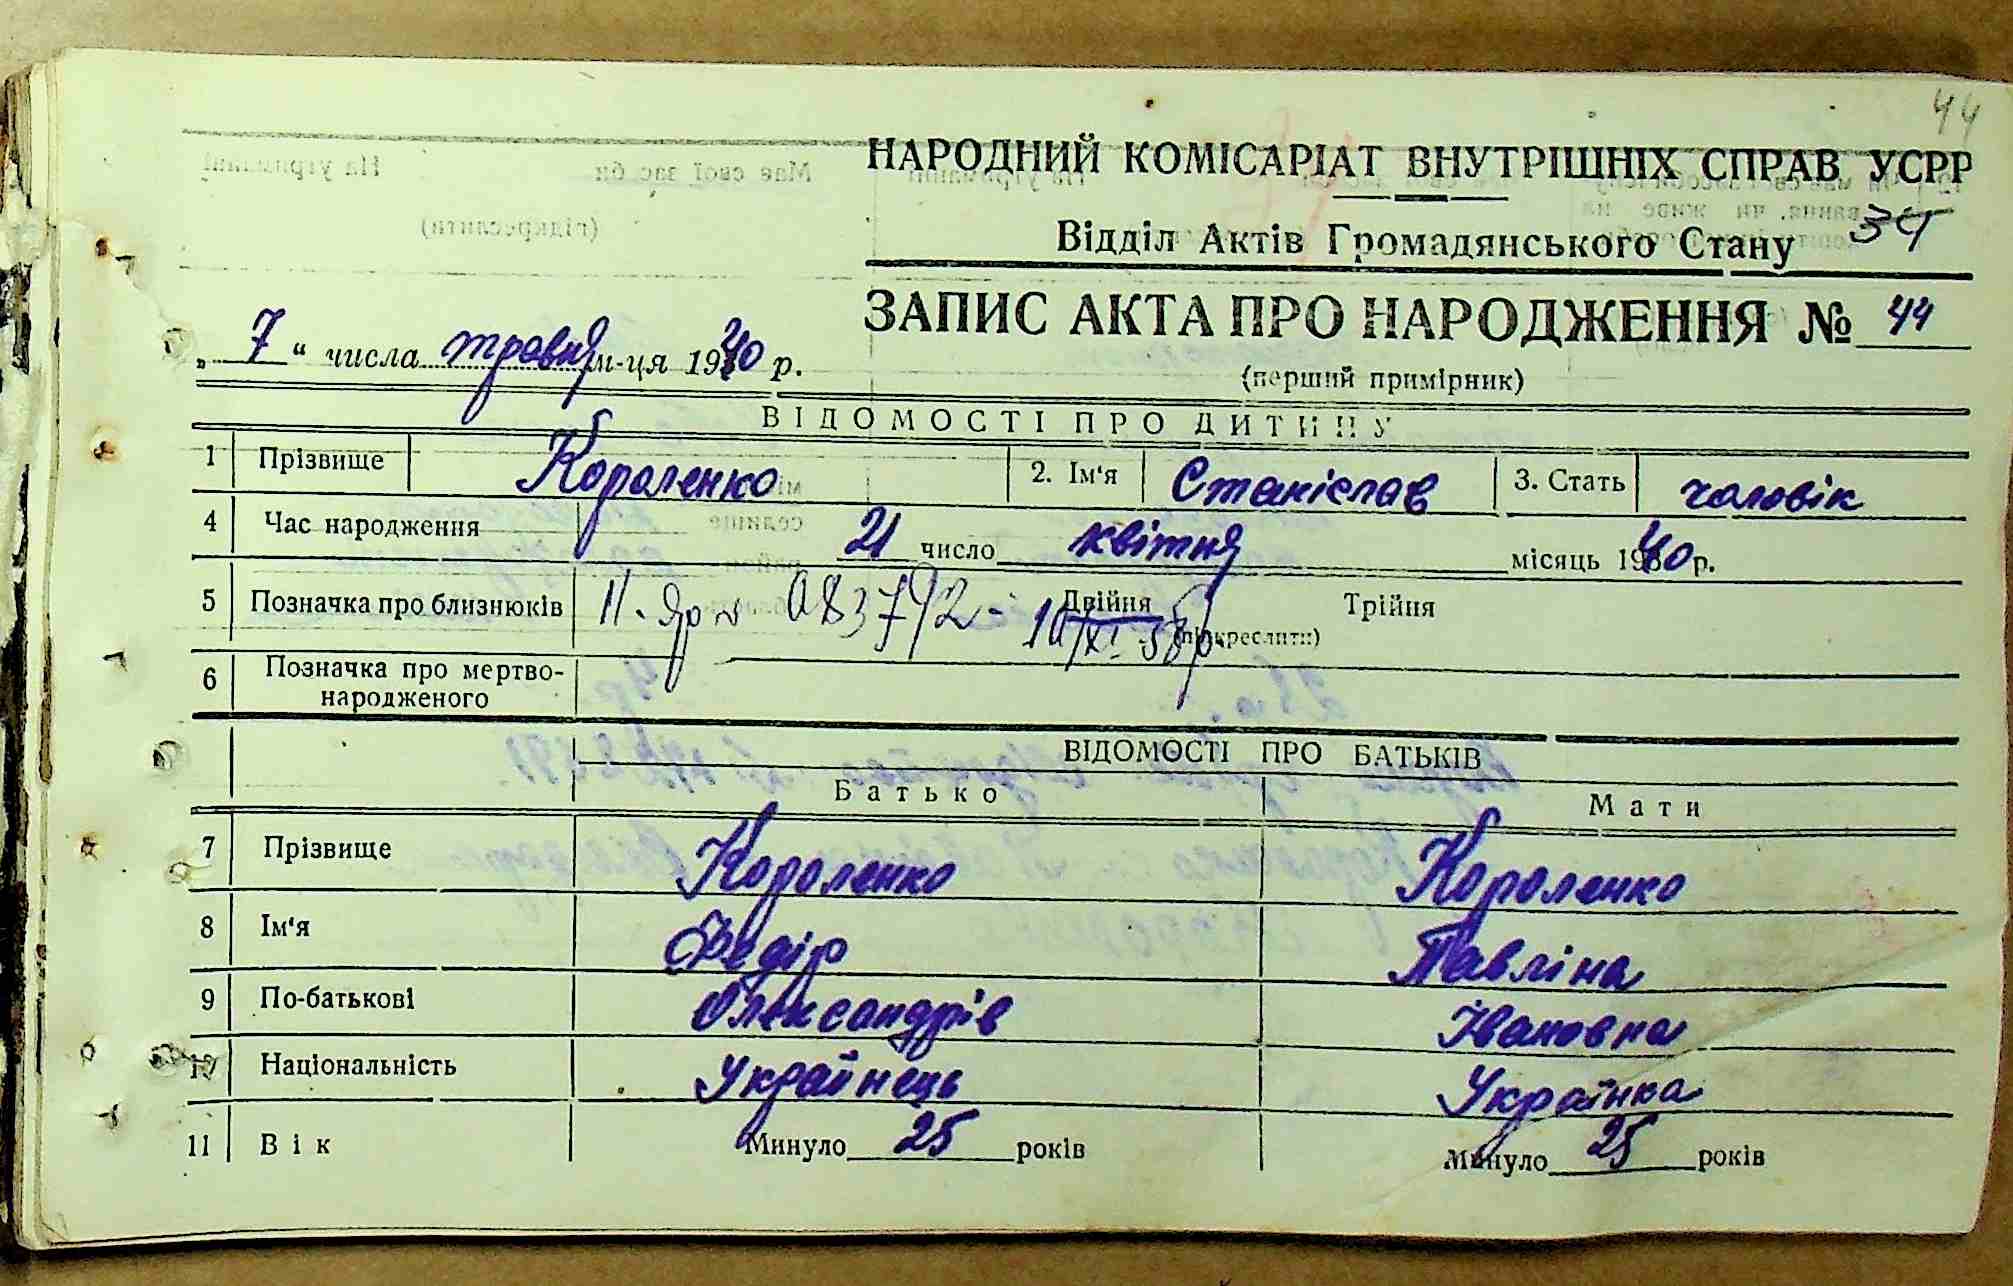 44
НАРОДНИЙ КОМІСАРІАТ ВНУТРІШНІХ СПРАВ УСРР
Відділ Актів Громадянського Стану
ЗАПИС АКТА ПРО НАРОДЖЕННЯ № 44
„ 7 “ числа травня м-ця 1940 р.
(перший примірник)
ВІДОМОСТІ ПРО ДИТИНУ
1 Прізвище Короленко 2. Ім‘я Станіслав 3. Стать чоловік
4 Час народження 21 число квітня місяць 1940 р.
5 Позначка про близнюків 083792 Двійня Трійня
(підкреслити)
6 Позначка про мертво-
народженого
ВІДОМОСТІ ПРО БАТЬКІВ
Батько Мати
7 Прізвище Короленко Короленко
8 Ім‘я Федір Павліна
9 По-батькові Олександрів Івановна
10 Національність Українець Українка
11 Вік Минуло 25 років Минуло 25 років